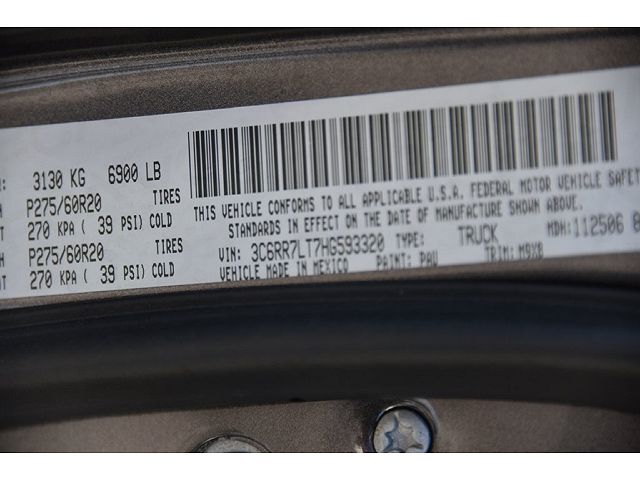 3130 KG 6900 LB
P275/60R20 TIRES
270 KPA ( 39 PSI) COLD
P275/60R20 TIRES
270 KPA ( 39 PSI) COLD
THIS VEHICLE CONFORMS TO ALL APPLICABLE U.S.A. FEDERAL MOTOR VEHICLE SAFET
STANDARDS IN EFFECT ON THE DATE OF MANUFACTURE SHOWN ABOVE.
VIN: 3C6RR7LT7HG593320 TYPE: TRUCK MDH: 112506
VEHICLE MADE IN MEXICO PAINT: PAU TRIM: M9X8